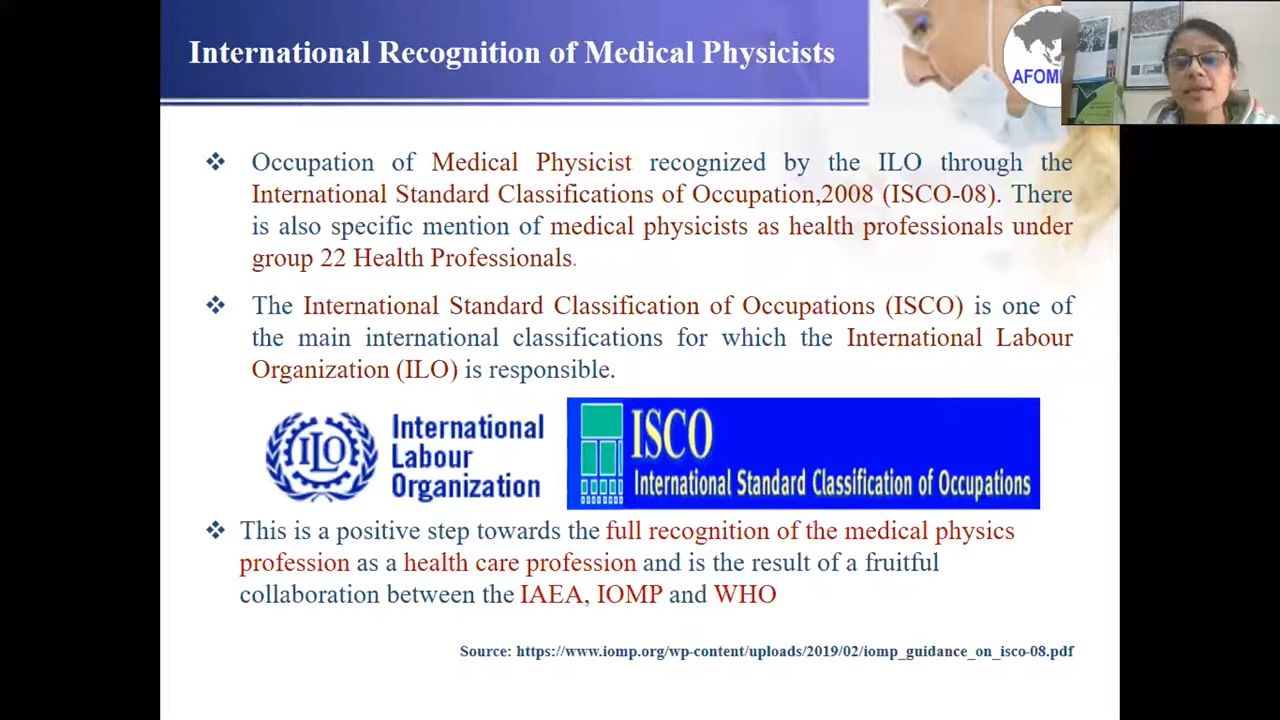 International Recognition of Medical Physicists
❖ Occupation of Medical Physicist recognized by the ILO through the
International Standard Classifications of Occupation,2008 (ISCO-08). There
is also specific mention of medical physicists as health professionals under
group 22 Health Professionals.
❖ The International Standard Classification of Occupations (ISCO) is one of
the main international classifications for which the International Labour
Organization (ILO) is responsible.
ILO
International
Labour
Organization
ISCO
International Standard Classification of Occupations
❖ This is a positive step towards the full recognition of the medical physics
profession as a health care profession and is the result of a fruitful
collaboration between the IAEA, IOMP and WHO
Source: https://www.iomp.org/wp-content/uploads/2019/02/iomp_guidance_on_isco-08.pdf